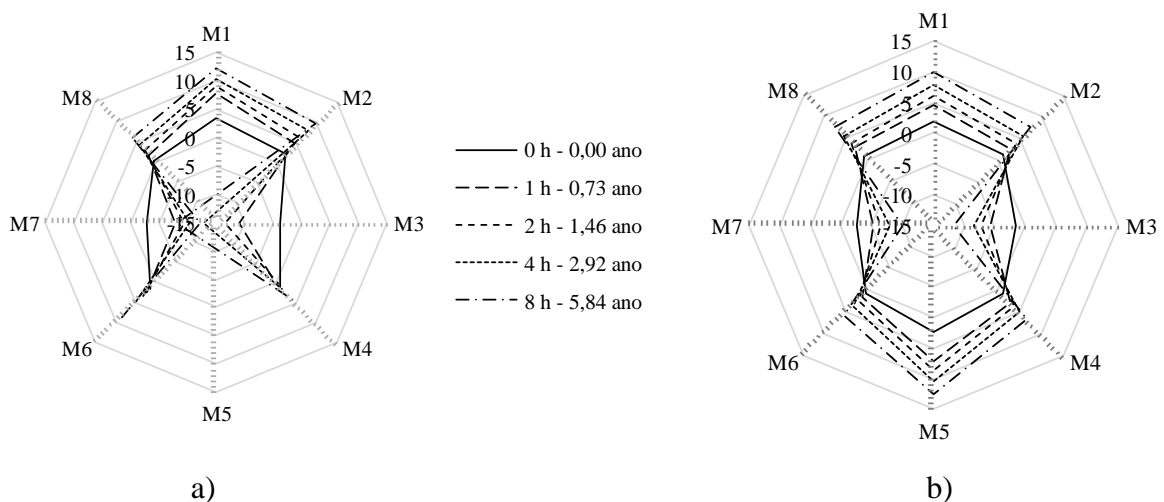 M1
15
10
5
0
-5
-10
-15
M2
M3
M4
M5
M6
M7
M8
0 h - 0,00 ano
1 h - 0,73 ano
2 h - 1,46 ano
4 h - 2,92 ano
8 h - 5,84 ano
M1
15
10
5
0
-5
-10
-15
M2
M3
M4
M5
M6
M7
M8
a)
b)